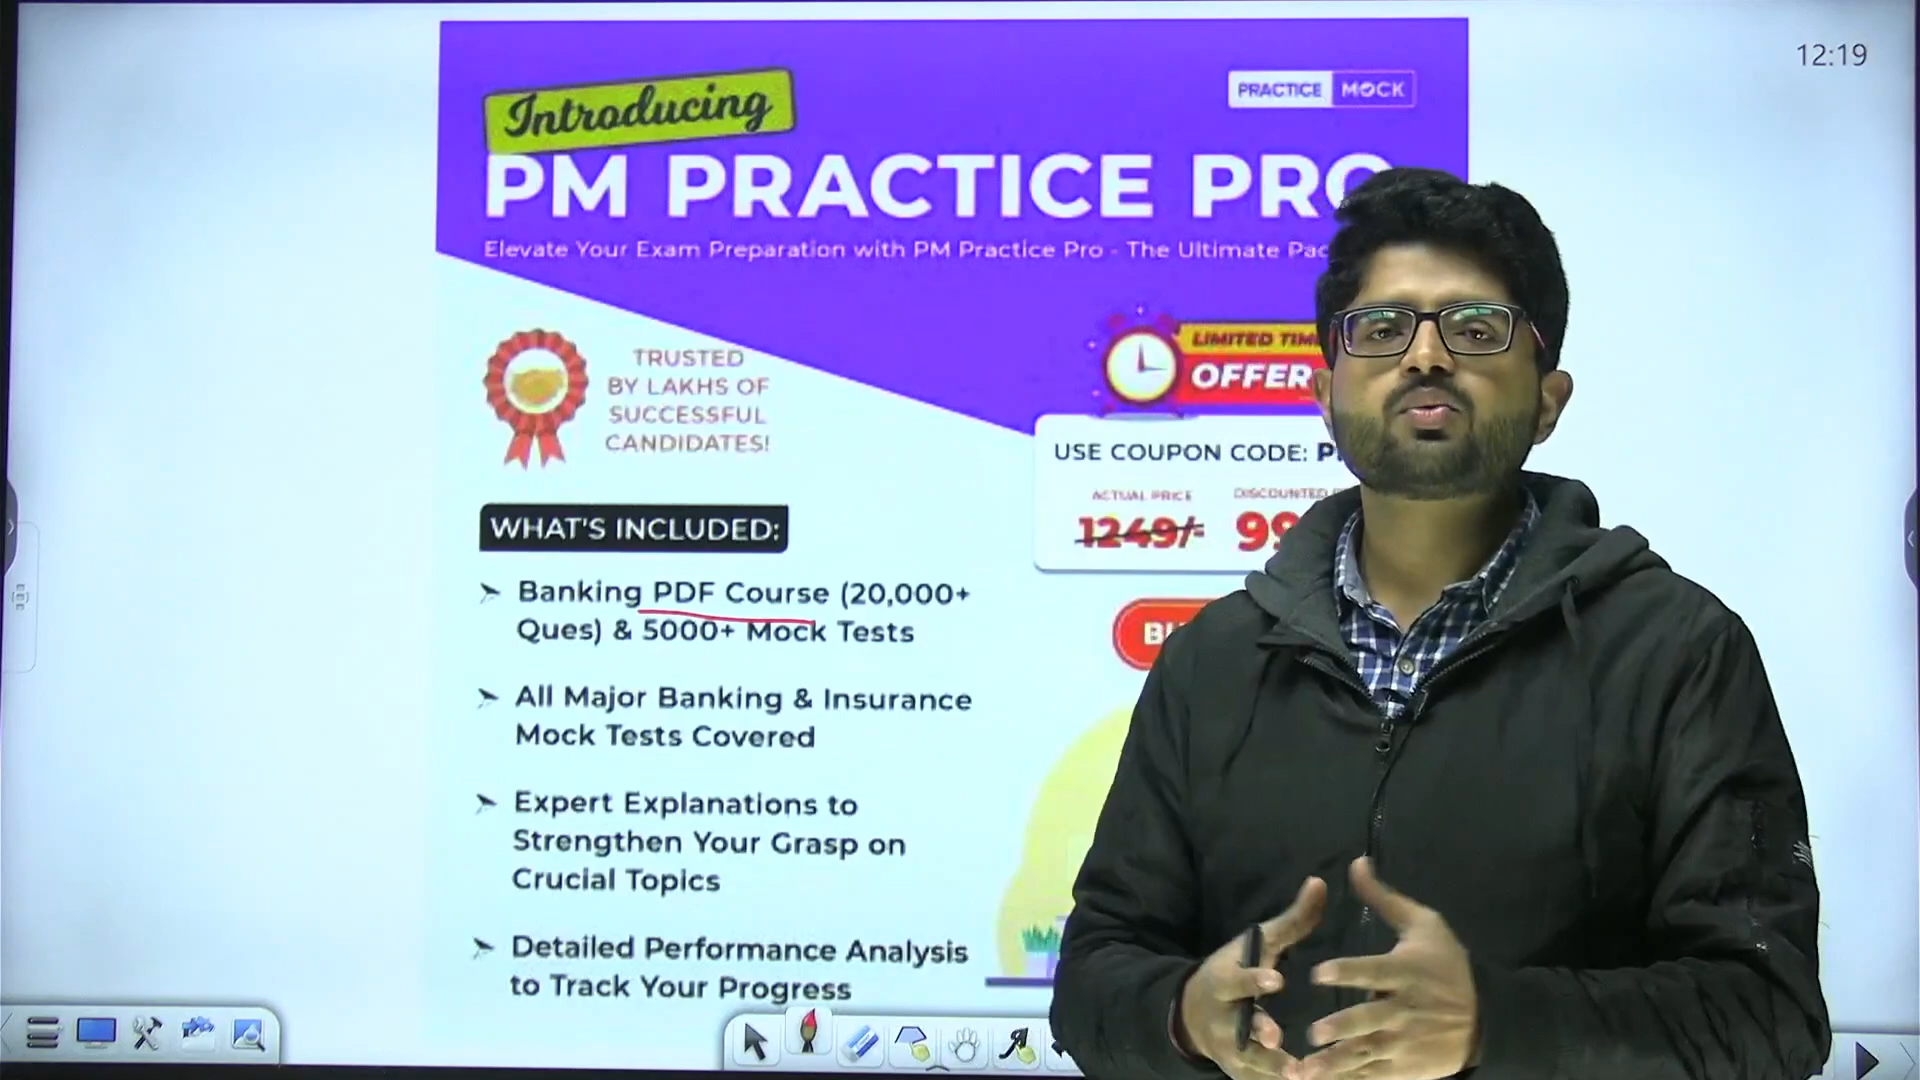 12:19
Introducing
PRACTICE MOCK
PM PRACTICE PRO
Elevate Your Exam Preparation with PM Practice Pro - The Ultimate
TRUSTED
BY LAKHS OF
SUCCESSFUL
CANDIDATES!
LIMITED
OFFER
USE COUPON CODE:
ACTUAL PRICE
DISCOUNTED
1249/-
WHAT'S INCLUDED:
Banking PDF Course (20,000+
Ques) & 5000+ Mock Tests
All Major Banking & Insurance
Mock Tests Covered
Expert Explanations to
Strengthen Your Grasp on
Crucial Topics
Detailed Performance Analysis
to Track Your Progress